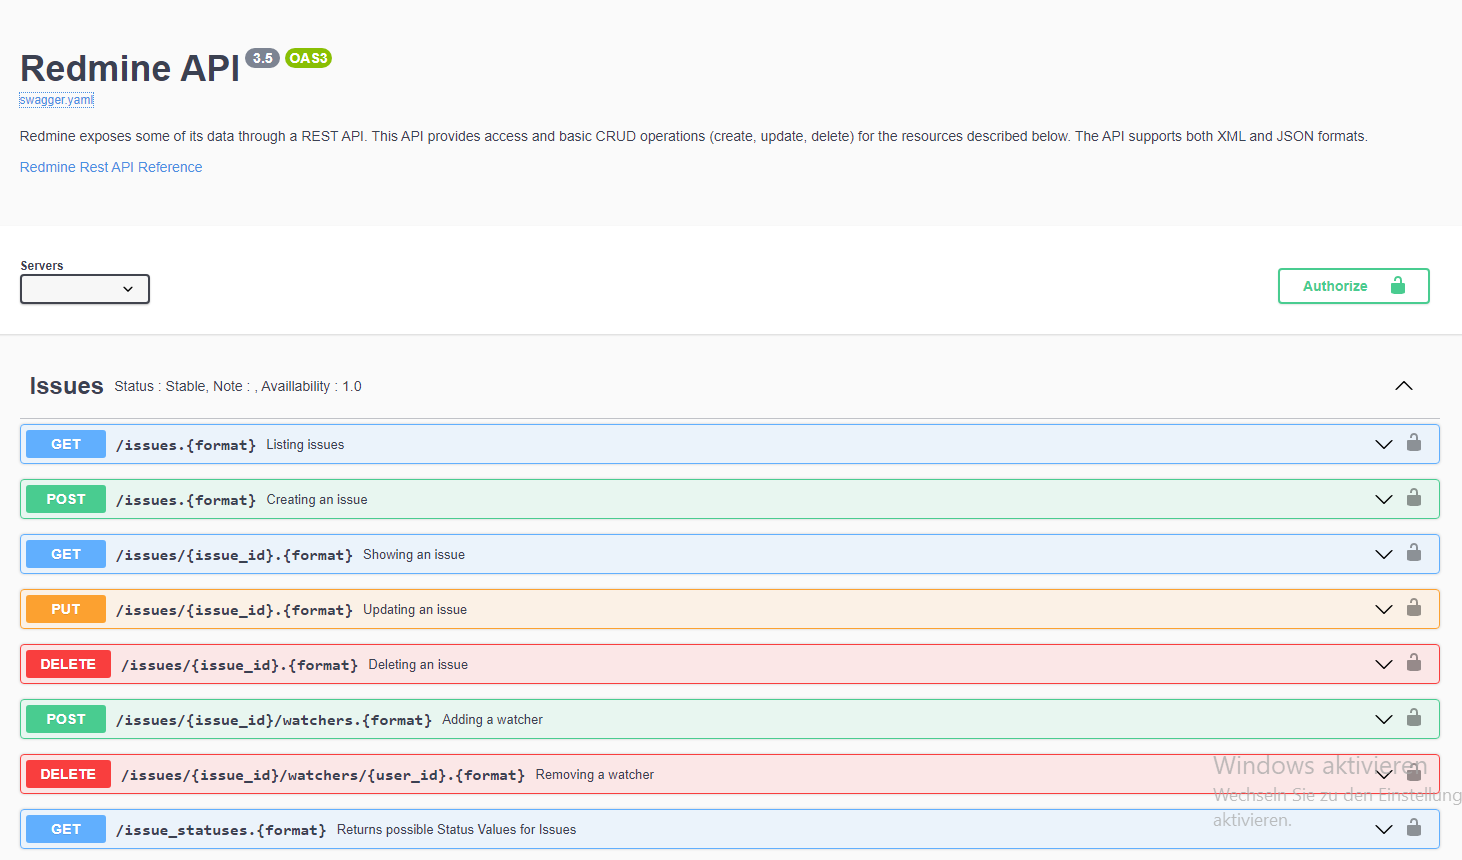 Redmine API 3.5 OAS3
swagger.yaml
Redmine exposes some of its data through a REST API. This API provides access and basic CRUD operations (create, update, delete) for the resources described below. The API supports both XML and JSON formats.
Redmine Rest API Reference
Servers
Authorize
Issues Status : Stable, Note : , Availlability : 1.0
GET /issues.{format} Listing issues
POST /issues.{format} Creating an issue
GET /issues/{issue_id}.{format} Showing an issue
PUT /issues/{issue_id}.{format} Updating an issue
DELETE /issues/{issue_id}.{format} Deleting an issue
POST /issues/{issue_id}/watchers.{format} Adding a watcher
DELETE /issues/{issue_id}/watchers/{user_id}.{format} Removing a watcher
GET /issue_statuses.{format} Returns possible Status Values for Issues
Windows aktivieren
Wechseln Sie zu den Einstellung
aktivieren.